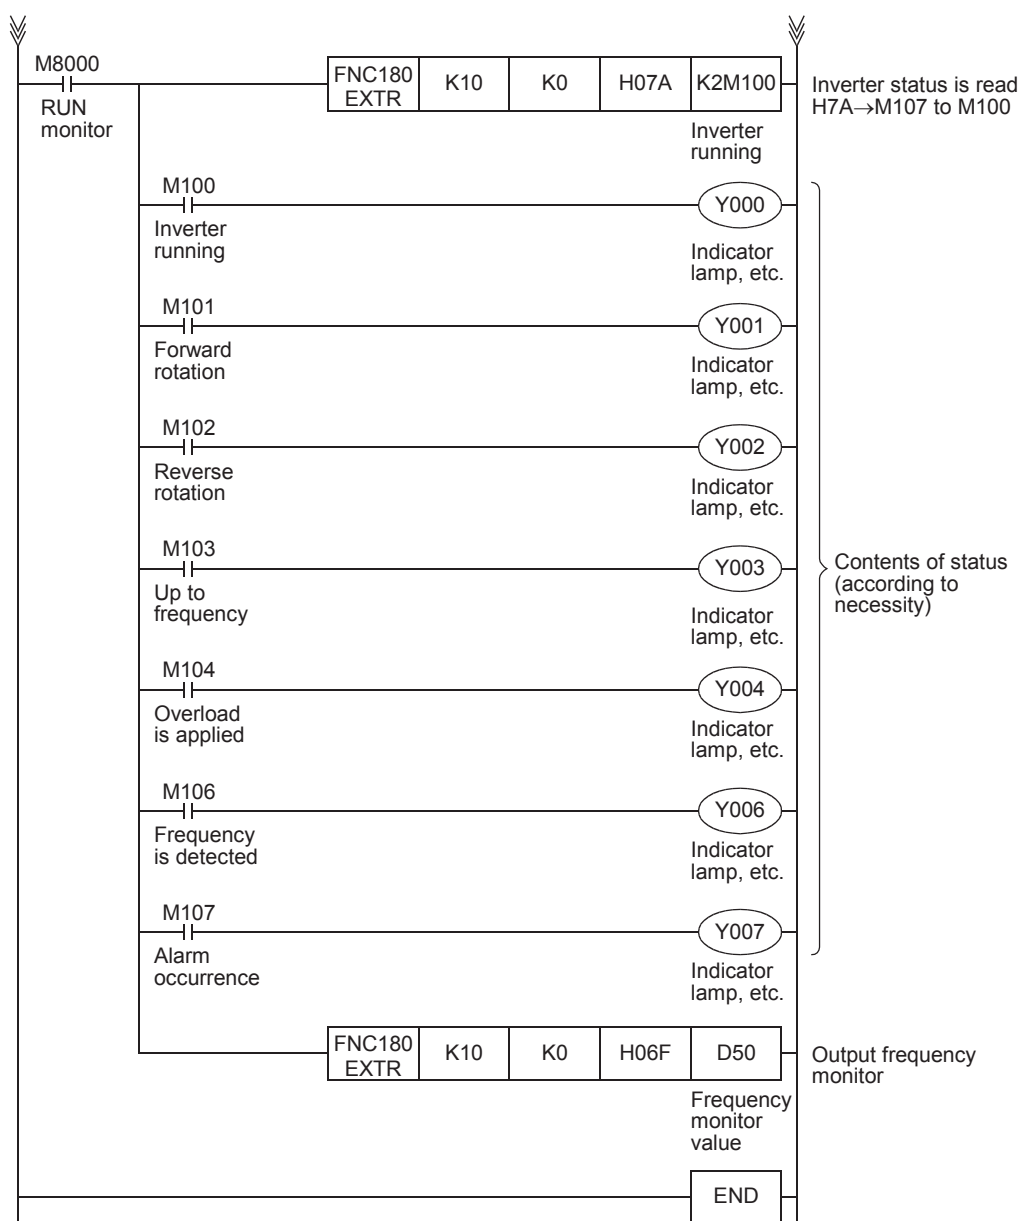 M8000
RUN
monitor
FNC180
EXTR
K10
K0
H07A
K2M100
Inverter
running
Inverter status is read
H7A→M107 to M100
M100
Inverter
running
Y000
Indicator
lamp, etc.
M101
Forward
rotation
Y001
Indicator
lamp, etc.
M102
Reverse
rotation
Y002
Indicator
lamp, etc.
M103
Up to
frequency
Y003
Indicator
lamp, etc.
Contents of status
(according to
necessity)
M104
Overload
is applied
Y004
Indicator
lamp, etc.
M106
Frequency
is detected
Y006
Indicator
lamp, etc.
M107
Alarm
occurrence
Y007
Indicator
lamp, etc.
FNC180
EXTR
K10
K0
H06F
D50
Frequency
monitor
value
Output frequency
monitor
END